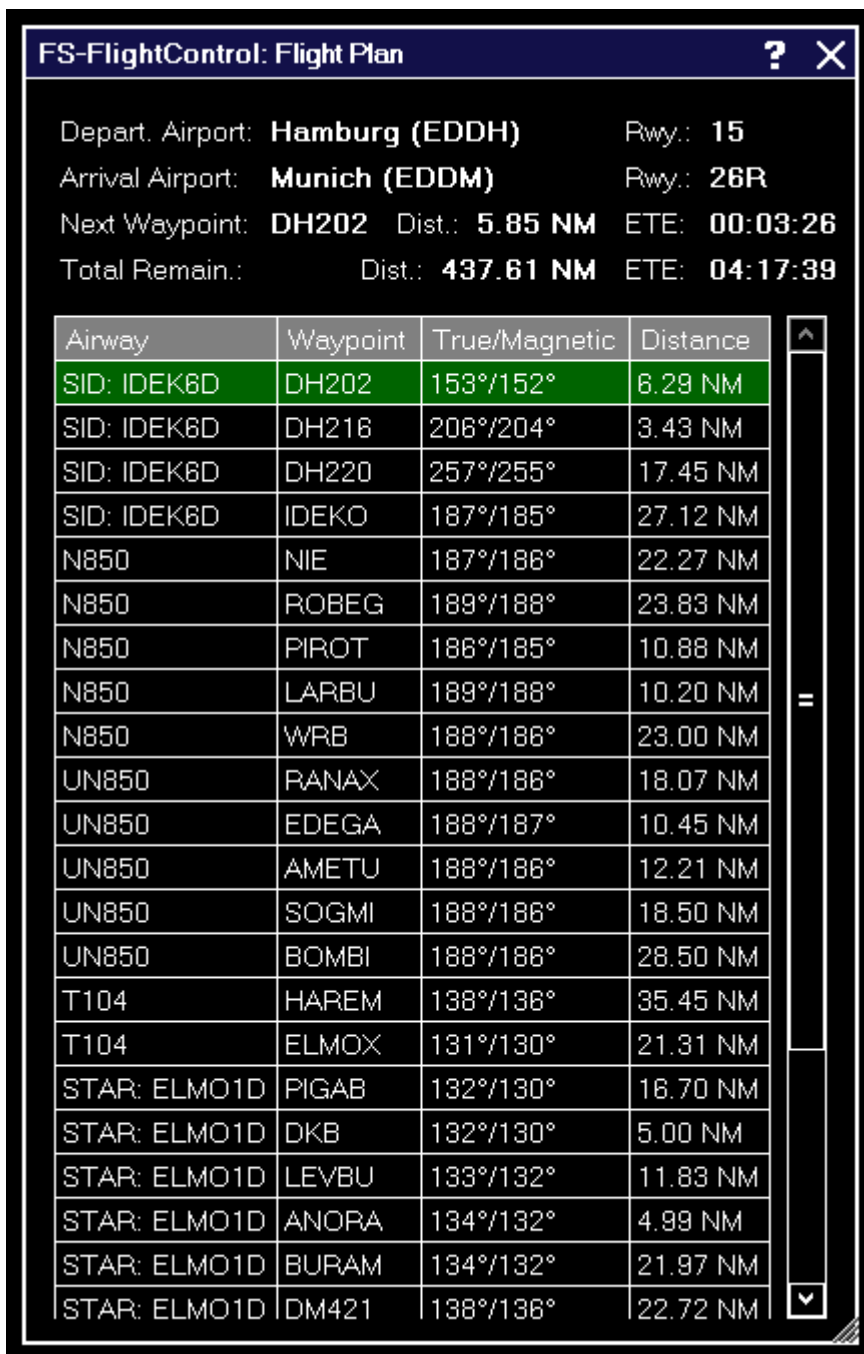 FS-FlightControl: Flight Plan ? X
Depart. Airport: Hamburg (EDDH) Rwy.: 15
Arrival Airport: Munich (EDDM) Rwy.: 26R
Next Waypoint: DH202 Dist.: 5.85 NM ETE: 00:03:26
Total Remain.: Dist.: 437.61 NM ETE: 04:17:39
Airway Waypoint True/Magnetic Distance
SID: IDEK6D DH202 153°/152° 6.29 NM
SID: IDEK6D DH216 206°/204° 3.43 NM
SID: IDEK6D DH220 257°/255° 17.45 NM
SID: IDEK6D IDEKO 187°/185° 27.12 NM
N850 NIE 187°/186° 22.27 NM
N850 ROBEG 189°/188° 23.83 NM
N850 PIROT 186°/185° 10.88 NM
N850 LARBU 189°/188° 10.20 NM
N850 WRB 188°/186° 23.00 NM
UN850 RANAX 188°/186° 18.07 NM
UN850 EDEGA 188°/187° 10.45 NM
UN850 AMETU 188°/186° 12.21 NM
UN850 SOGMI 188°/186° 18.50 NM
UN850 BOMBI 188°/186° 28.50 NM
T104 HAREM 138°/136° 35.45 NM
T104 ELMOX 131°/130° 21.31 NM
STAR: ELMO1D PIGAB 132°/130° 16.70 NM
STAR: ELMO1D DKB 132°/130° 5.00 NM
STAR: ELMO1D LEVBU 133°/132° 11.83 NM
STAR: ELMO1D ANORA 134°/132° 4.99 NM
STAR: ELMO1D BURAM 134°/132° 21.97 NM
STAR: ELMO1D DM421 138°/136° 22.72 NM